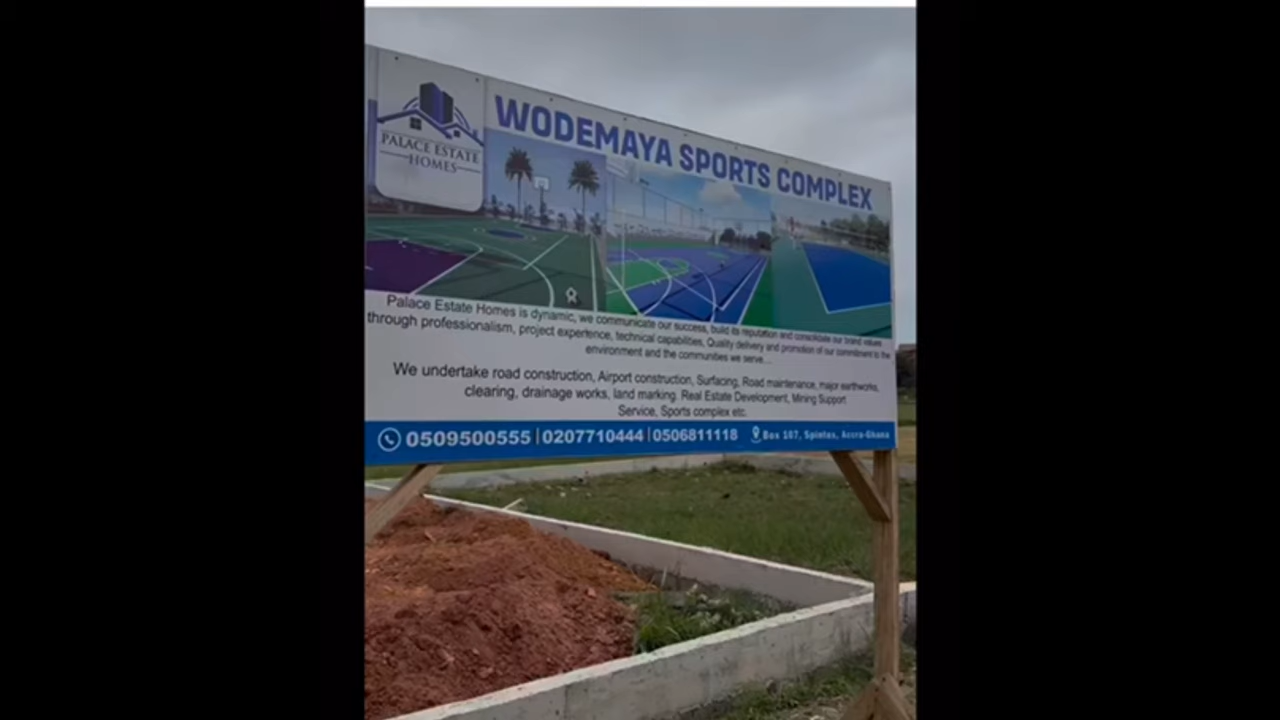 WODEMAYA SPORTS COMPLEX
PALACE ESTATE
HOMES
Palace Estate Homes is dynamic, we communicate our success, build its reputation and consolidate our brand values
through professionalism, project experience, technical capabilities, Quality delivery and promotion of our commitment to the
environment and the communities we serve...
We undertake road construction, Airport construction, Surfacing, Road maintenance, major earthworks,
clearing, drainage works, land marking. Real Estate Development, Mining Support
Service, Sports complex etc.
0509500555 | 0207710444 | 0506811118 Box 107, Spintex, Accra-Ghana